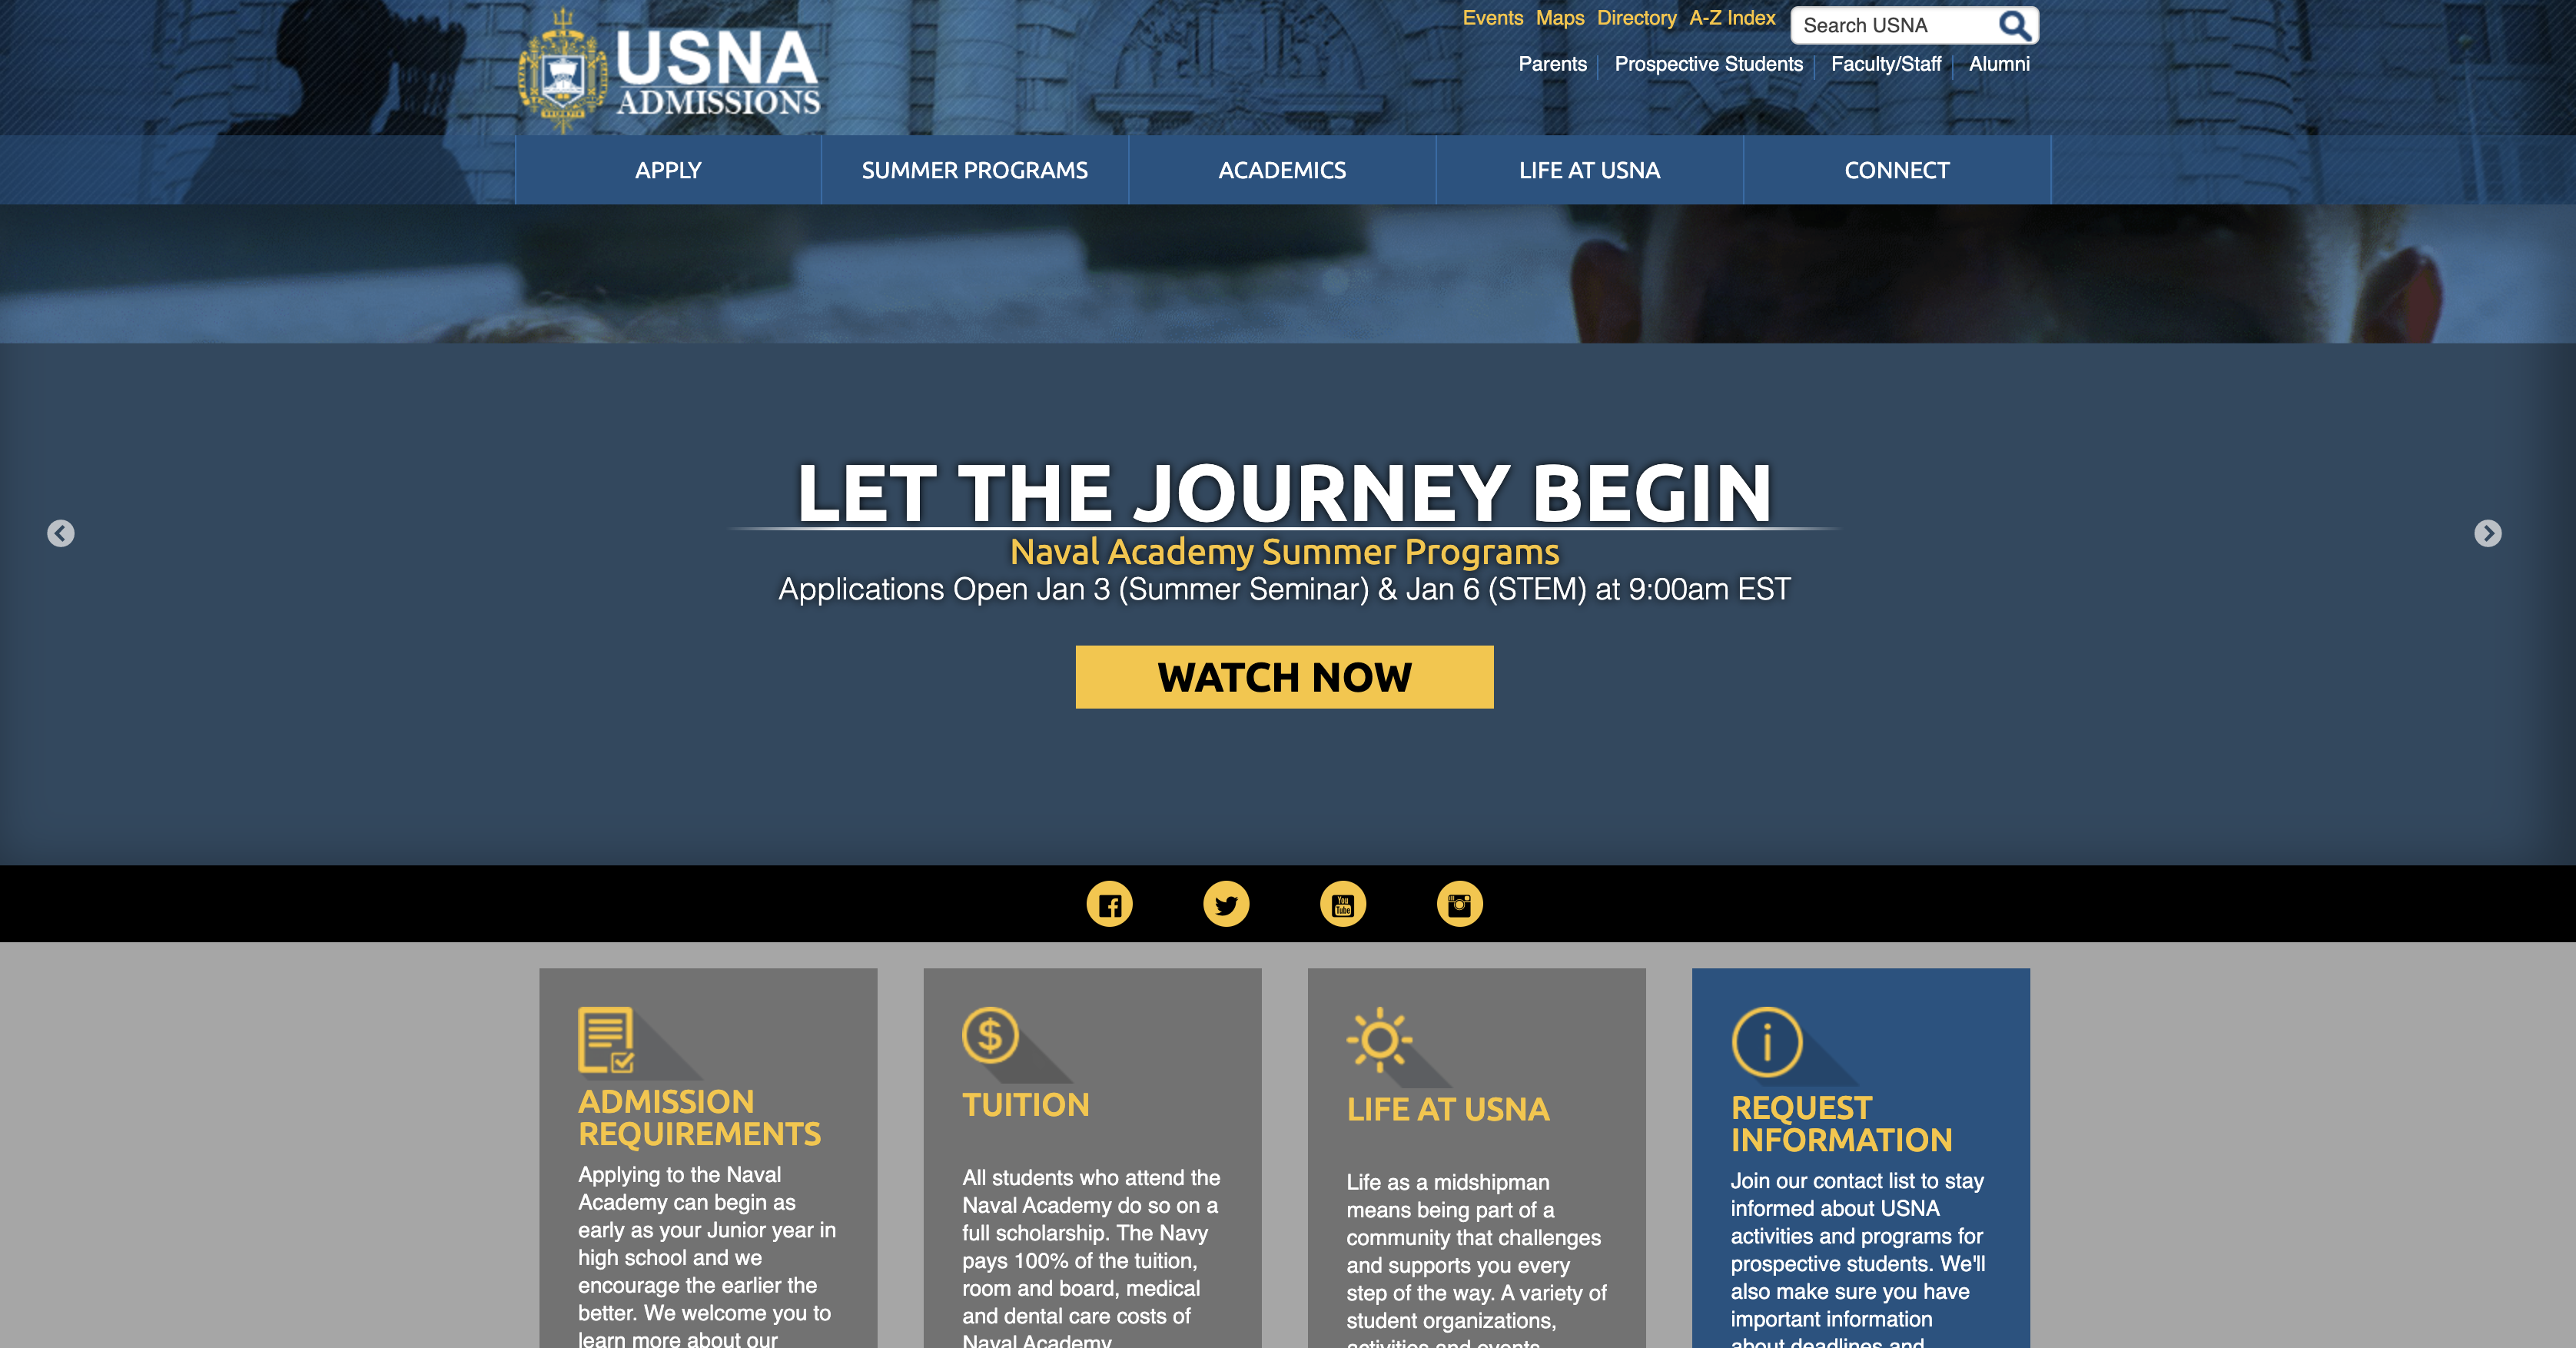 USNA
ADMISSIONS
Events Maps Directory A-Z Index
Search USNA
Parents Prospective Students Faculty/Staff Alumni
APPLY
SUMMER PROGRAMS
ACADEMICS
LIFE AT USNA
CONNECT
LET THE JOURNEY BEGIN
Naval Academy Summer Programs
Applications Open Jan 3 (Summer Seminar) & Jan 6 (STEM) at 9:00am EST
WATCH NOW
You
Tube
ADMISSION
REQUIREMENTS
Applying to the Naval
Academy can begin as
early as your Junior year in
high school and we
encourage the earlier the
better. We welcome you to
learn more about our
TUITION
All students who attend the
Naval Academy do so on a
full scholarship. The Navy
pays 100% of the tuition,
room and board, medical
and dental care costs of
Naval Academy
LIFE AT USNA
Life as a midshipman
means being part of a
community that challenges
and supports you every
step of the way. A variety of
student organizations,
activities and events
REQUEST
INFORMATION
Join our contact list to stay
informed about USNA
activities and programs for
prospective students. We'll
also make sure you have
important information
about deadlines and